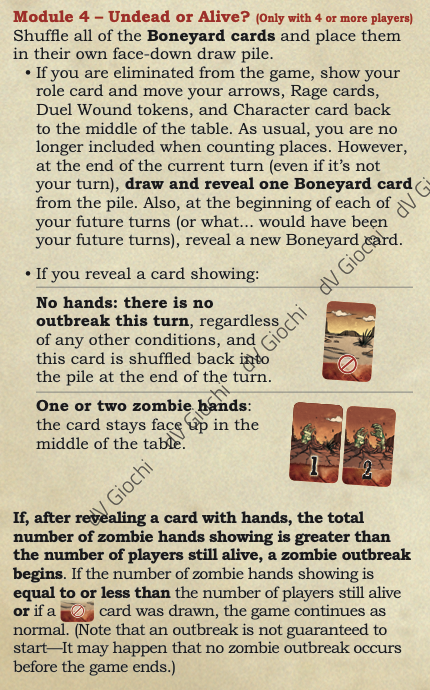 Module 4 – Undead or Alive? (Only with 4 or more players)
Shuffle all of the Boneyard cards and place them
in their own face-down draw pile.
• If you are eliminated from the game, show your
role card and move your arrows, Rage cards,
Duel Wound tokens, and Character card back
to the middle of the table. As usual, you are no
longer included when counting places. However,
at the end of the current turn (even if it's not
your turn), draw and reveal one Boneyard card
from the pile. Also, at the beginning of each of
your future turns (or what... would have been
your future turns), reveal a new Boneyard card.
• If you reveal a card showing:
No hands: there is no
outbreak this turn, regardless
of any other conditions, and
this card is shuffled back into
the pile at the end of the turn.
One or two zombie hands:
the card stays face up in the
middle of the table.
1 2
If, after revealing a card with hands, the total
number of zombie hands showing is greater than
the number of players still alive, a zombie outbreak
begins. If the number of zombie hands showing is
equal to or less than the number of players still alive
or if a card was drawn, the game continues as
normal. (Note that an outbreak is not guaranteed to
start—It may happen that no zombie outbreak occurs
before the game ends.)
dV Giochi dV Giochi dV Giochi dV Giochi dV Gi